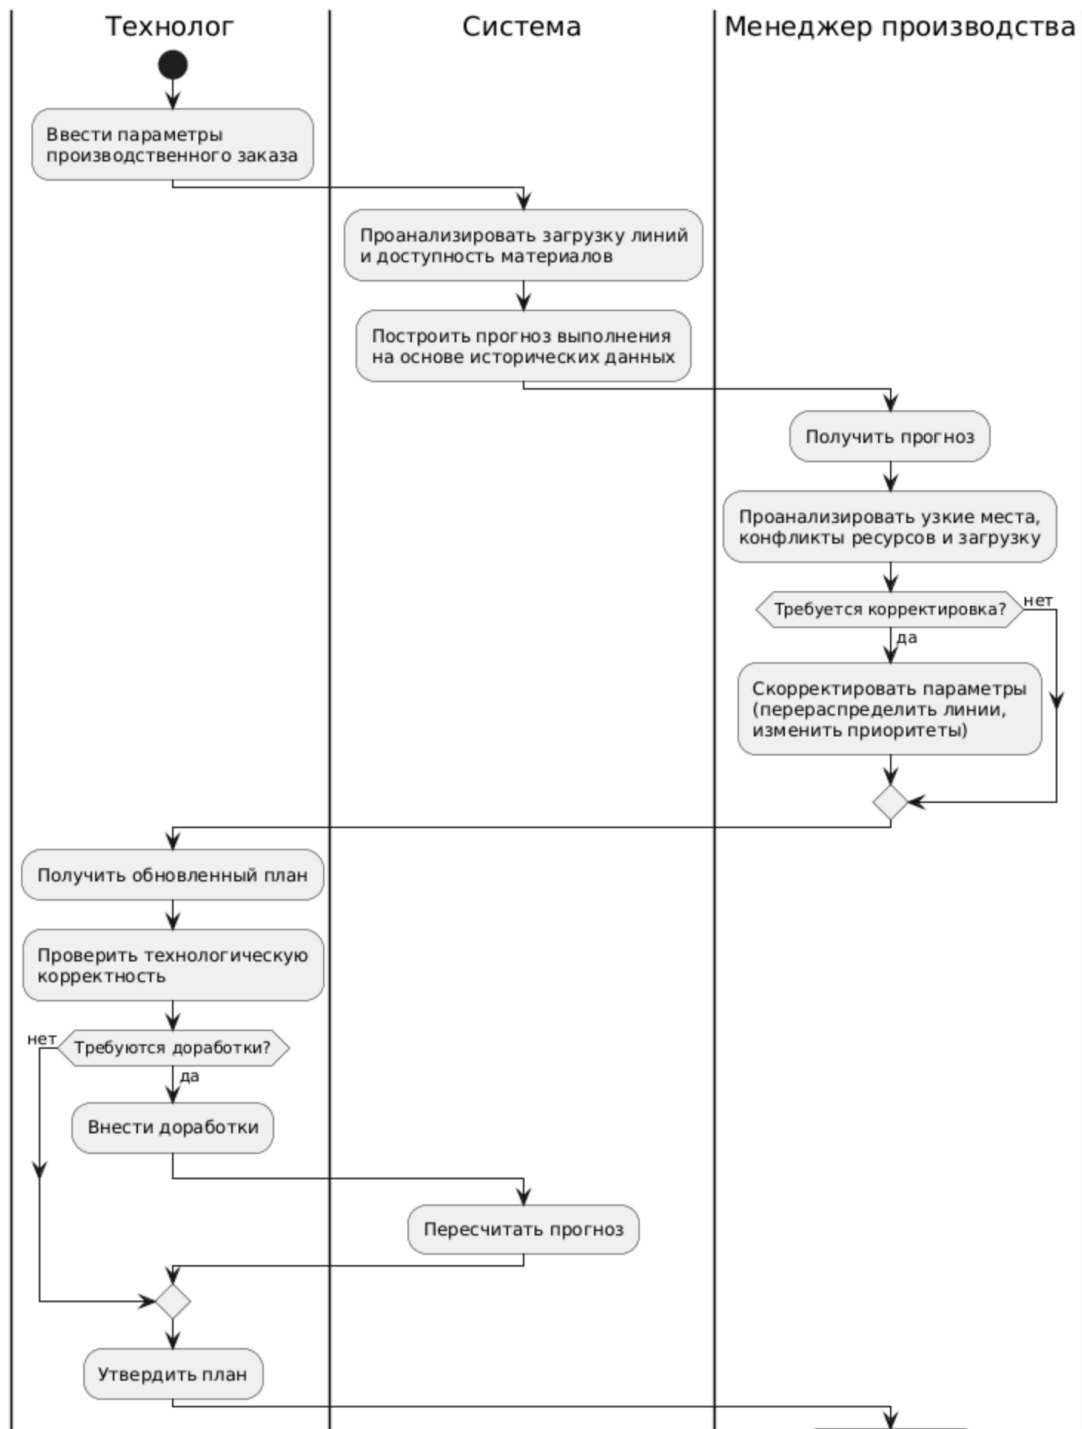 Технолог
Система
Менеджер производства
Ввести параметры
производственного заказа
Проанализировать загрузку линий
и доступность материалов
Построить прогноз выполнения
на основе исторических данных
Получить прогноз
Проанализировать узкие места,
конфликты ресурсов и загрузку
Требуется корректировка?
нет
да
Скорректировать параметры
(перераспределить линии,
изменить приоритеты)
Получить обновленный план
Проверить технологическую
корректность
нет
Требуются доработки?
да
Внести доработки
Пересчитать прогноз
Утвердить план